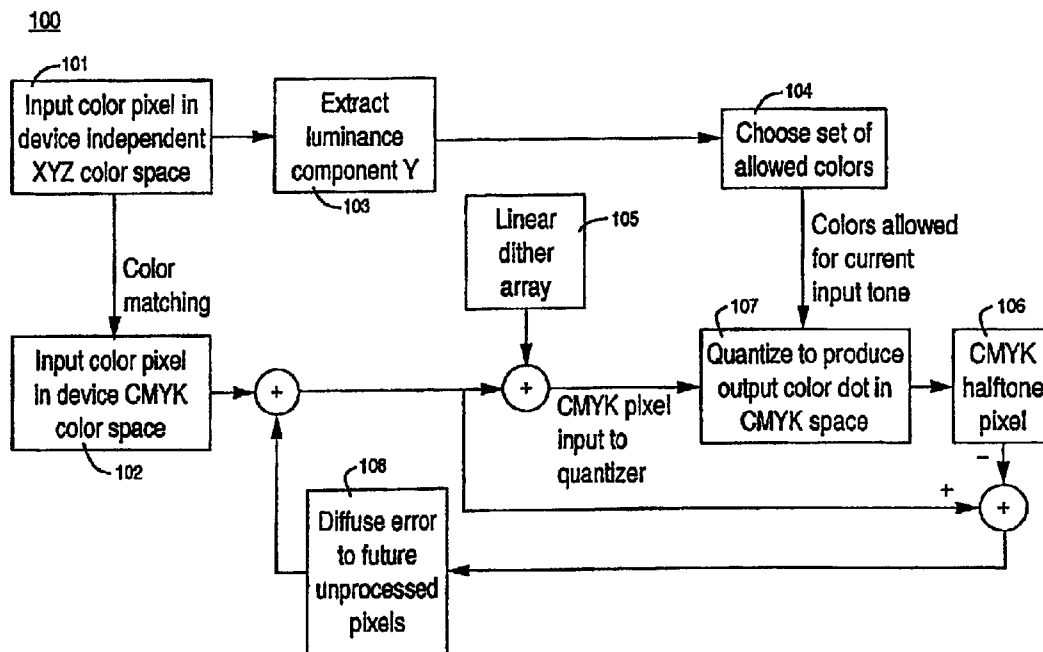 100
101
Input color pixel in
device independent
XYZ color space
Extract
luminance
component Y
103
104
Choose set of
allowed colors
Linear
dither
array
105
Color
matching
Colors allowed
for current
input tone
Input color pixel
in device CMYK
color space
102
+
+
CMYK pixel
input to
quantizer
107
Quantize to produce
output color dot in
CMYK space
106
CMYK
halftone
pixel
−
+
+
108
Diffuse error
to future
unprocessed
pixels